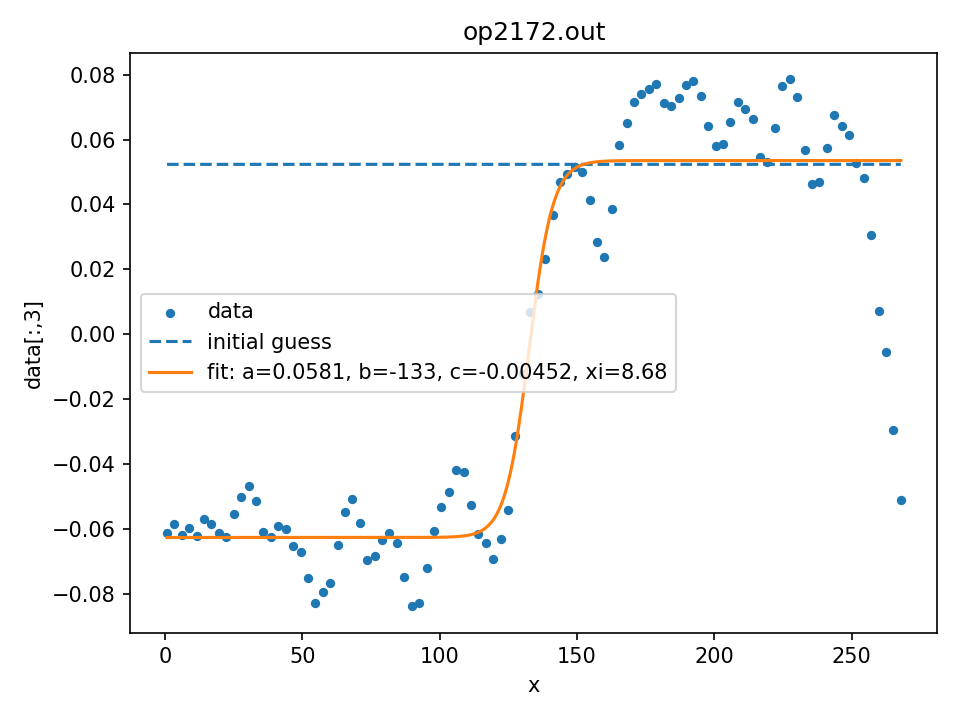 op2172.out
0.08
0.06
0.04
0.02
0.00
−0.02
−0.04
−0.06
−0.08
data[:,3]
data
initial guess
fit: a=0.0581, b=-133, c=-0.00452, xi=8.68
0 50 100 150 200 250
x